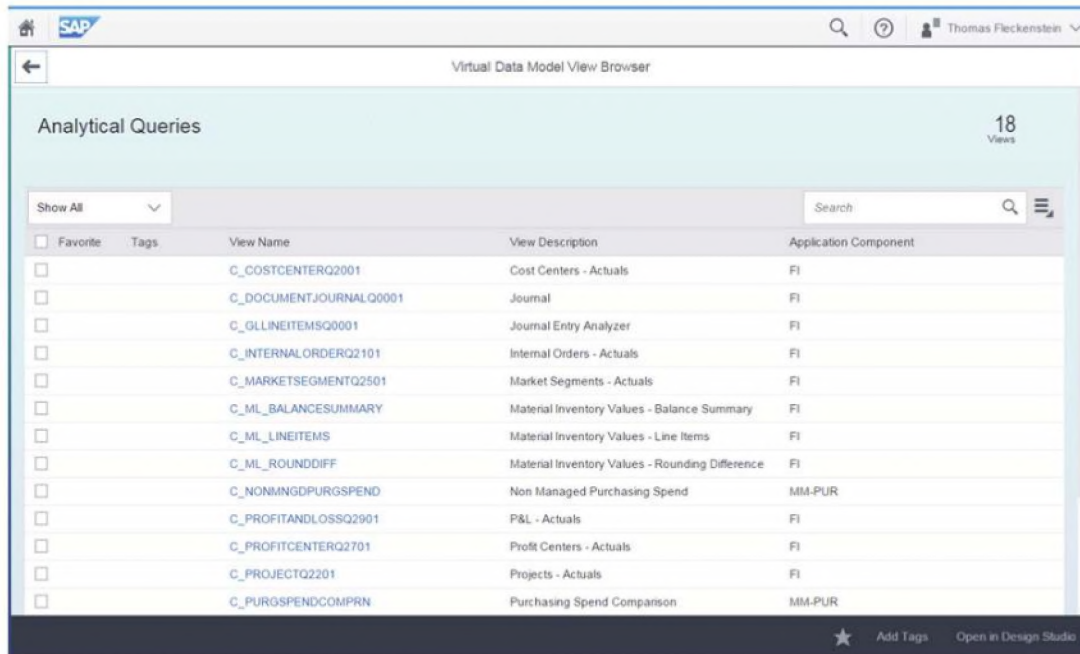 SAP Thomas Fleckenstein
Virtual Data Model View Browser
Analytical Queries 18
Views
Show All Search
Favorite Tags View Name View Description Application Component
C_COSTCENTERQ2001 Cost Centers - Actuals FI
C_DOCUMENTJOURNALQ0001 Journal FI
C_GLLINEITEMSQ0001 Journal Entry Analyzer FI
C_INTERNALORDERQ2101 Internal Orders - Actuals FI
C_MARKETSEGMENTQ2501 Market Segments - Actuals FI
C_ML_BALANCESUMMARY Material Inventory Values - Balance Summary FI
C_ML_LINEITEMS Material Inventory Values - Line Items FI
C_ML_ROUNDDIFF Material Inventory Values - Rounding Difference FI
C_NONMNGDPURGSPEND Non Managed Purchasing Spend MM-PUR
C_PROFITANDLOSSQ2901 P&L - Actuals FI
C_PROFITCENTERQ2701 Profit Centers - Actuals FI
C_PROJECTQ2201 Projects - Actuals FI
C_PURGSPENDCOMPRN Purchasing Spend Comparison MM-PUR
Add Tags Open in Design Studio